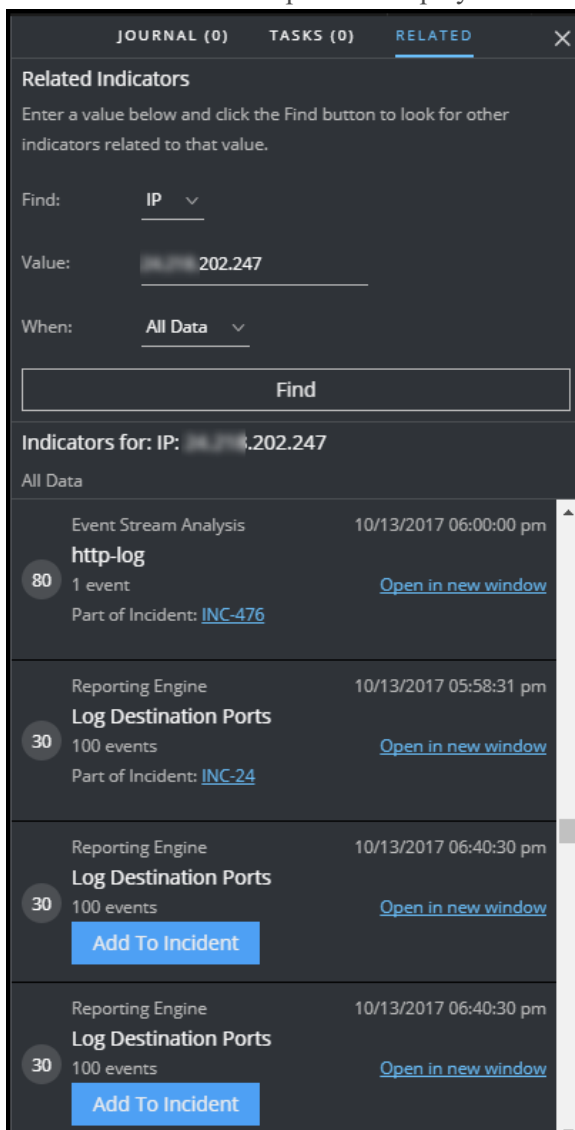 JOURNAL (0) TASKS (0) RELATED
Related Indicators
Enter a value below and click the Find button to look for other
indicators related to that value.
Find: IP
Value: .202.247
When: All Data
Find
Indicators for: IP: .202.247
All Data
Event Stream Analysis 10/13/2017 06:00:00 pm
http-log
80 1 event Open in new window
Part of Incident: INC-476
Reporting Engine 10/13/2017 05:58:31 pm
Log Destination Ports
30 100 events Open in new window
Part of Incident: INC-24
Reporting Engine 10/13/2017 06:40:30 pm
Log Destination Ports
30 100 events Open in new window
Add To Incident
Reporting Engine 10/13/2017 06:40:30 pm
Log Destination Ports
30 100 events Open in new window
Add To Incident